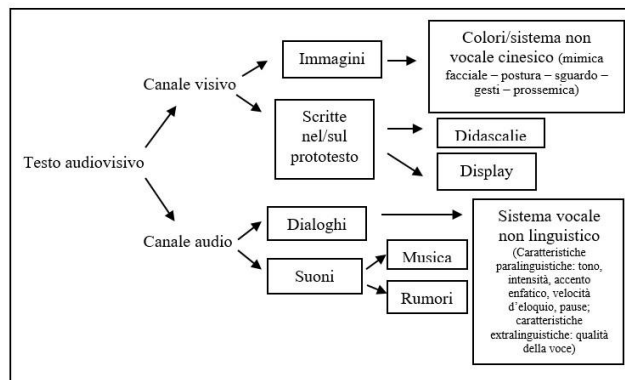 Testo audiovisivo
Canale visivo
Immagini
Colori/sistema non
vocale cinesico (mimica
facciale – postura – sguardo –
gesti – prossemica)
Scritte
nel/sul
prototesto
Didascalie
Display
Canale audio
Dialoghi
Sistema vocale
non linguistico
(Caratteristiche
paralinguistiche: tono,
intensità, accento
enfatico, velocità
d’eloquio, pause;
caratteristiche
extralinguistiche: qualità
della voce)
Suoni
Musica
Rumori